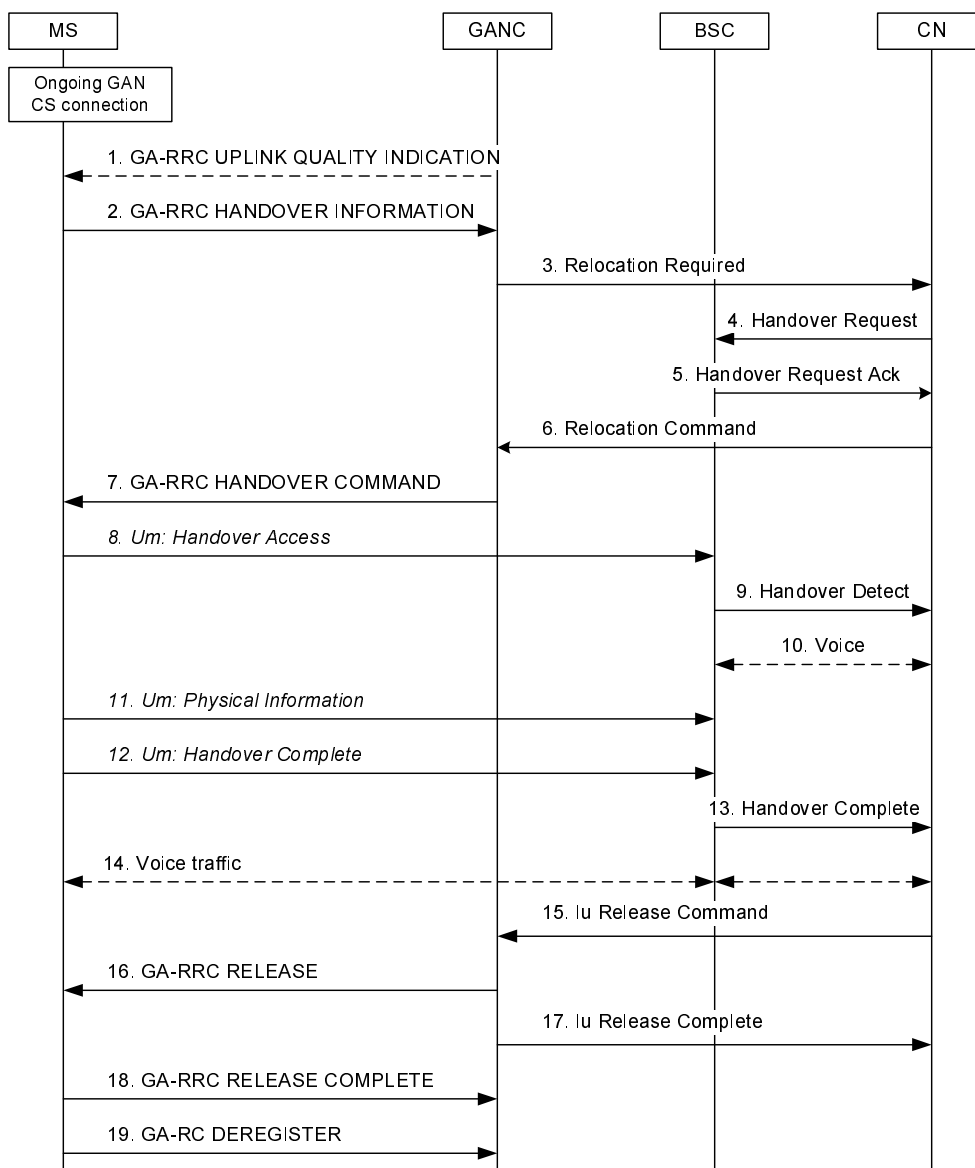 MS
GANC
BSC
CN
Ongoing GAN
CS connection
1. GA-RRC UPLINK QUALITY INDICATION
2. GA-RRC HANDOVER INFORMATION
3. Relocation Required
4. Handover Request
5. Handover Request Ack
6. Relocation Command
7. GA-RRC HANDOVER COMMAND
8. Um: Handover Access
9. Handover Detect
10. Voice
11. Um: Physical Information
12. Um: Handover Complete
13. Handover Complete
14. Voice traffic
15. Iu Release Command
16. GA-RRC RELEASE
17. Iu Release Complete
18. GA-RRC RELEASE COMPLETE
19. GA-RC DEREGISTER